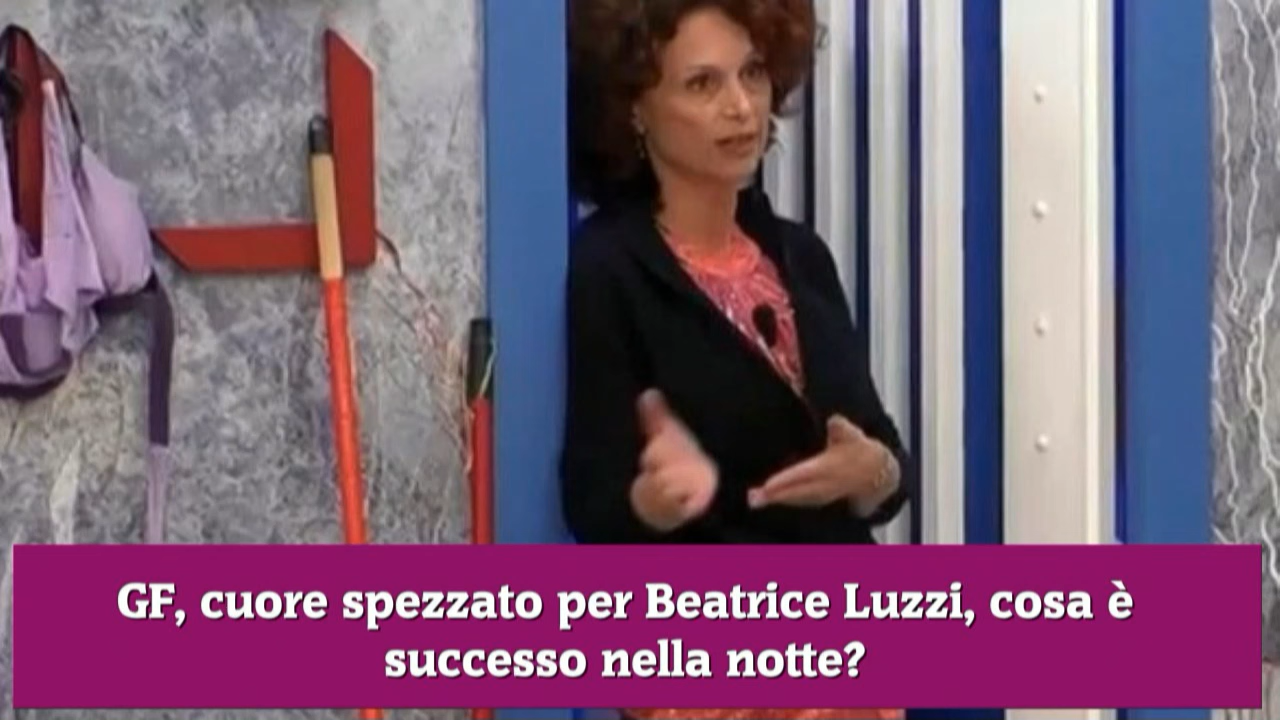 GF, cuore spezzato per Beatrice Luzzi, cosa è
successo nella notte?